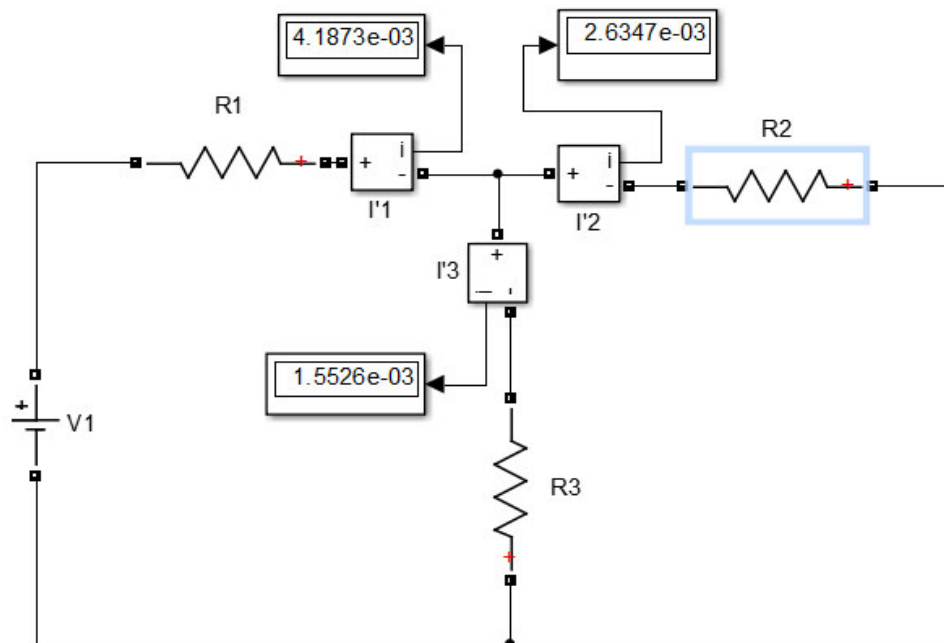 4.1873e-03
2.6347e-03
R1
R2
+
i
-
+
i
-
I'1
I'2
I'3
+
i
-
1.5526e-03
+
V1
R3